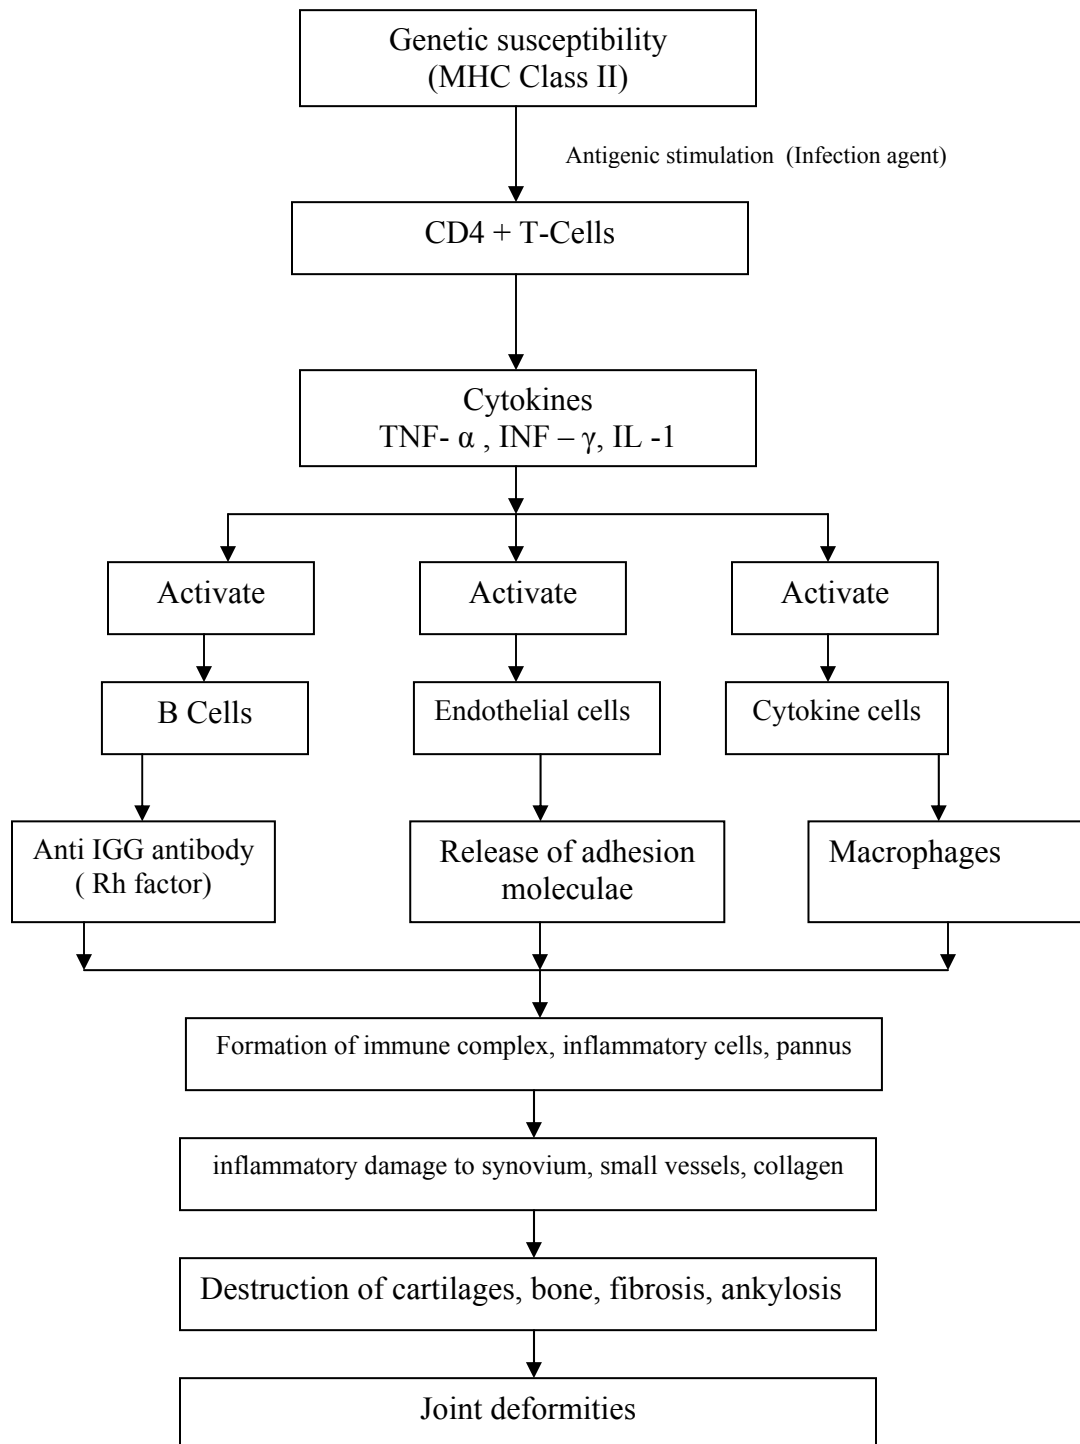 Genetic susceptibility
(MHC Class II)
Antigenic stimulation (Infection agent)
CD4 + T-Cells
Cytokines
TNF- α , INF – γ, IL -1
Activate
Activate
Activate
B Cells
Endothelial cells
Cytokine cells
Anti IGG antibody
( Rh factor)
Release of adhesion
moleculae
Macrophages
Formation of immune complex, inflammatory cells, pannus
inflammatory damage to synovium, small vessels, collagen
Destruction of cartilages, bone, fibrosis, ankylosis
Joint deformities